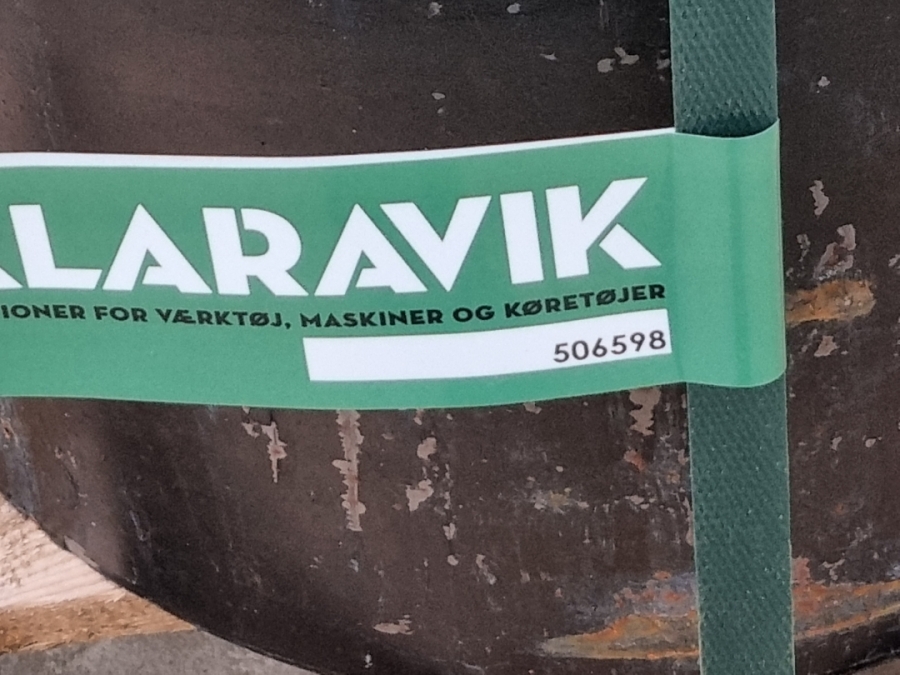 LARAVIK
IONER FOR VÆRKTØJ, MASKINER OG KØRETØJER
506598